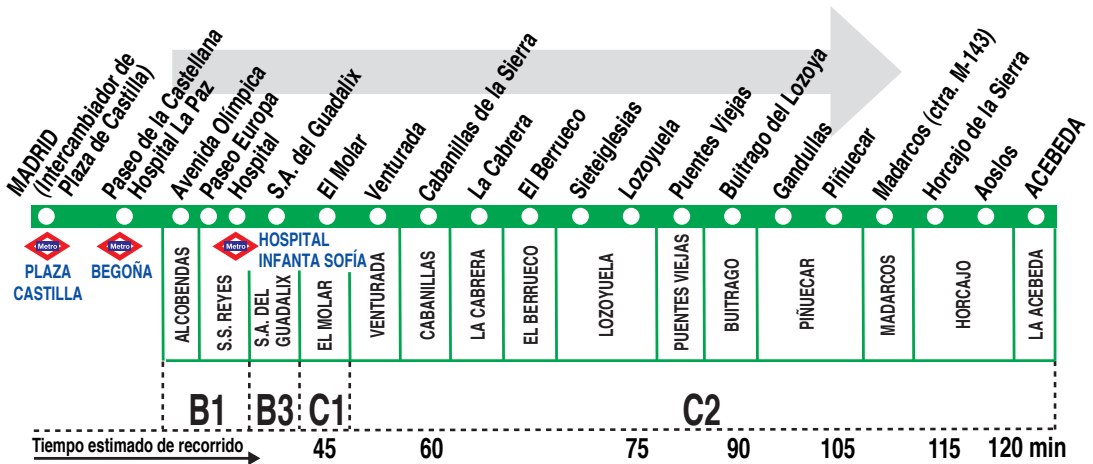 MADRID
(Intercambiador de
Plaza de Castilla)
Paseo de la Castellana
Hospital La Paz
Avenida Olímpica
Paseo Europa
Hospital
S.A. del Guadalix
El Molar
Venturada
Cabanillas de la Sierra
La Cabrera
El Berrueco
Sieteiglesias
Lozoyuela
Puentes Viejas
Buitrago del Lozoya
Gandullas
Piñuecar
Madarcos (ctra. M-143)
Horcajo de la Sierra
Aoslos
ACEBEDA
Metro
PLAZA
CASTILLA
Metro
BEGOÑA
Metro
HOSPITAL
INFANTA SOFÍA
ALCOBENDAS
S.S. REYES
S.A. DEL
GUADALIX
EL MOLAR
VENTURADA
CABANILLAS
LA CABRERA
EL BERRUECO
LOZOYUELA
PUENTES VIEJAS
BUITRAGO
PIÑUECAR
MADARCOS
HORCAJO
LA ACEBEDA
B1
B3
C1
C2
Tiempo estimado de recorrido
45
60
75
90
105
115
120 min